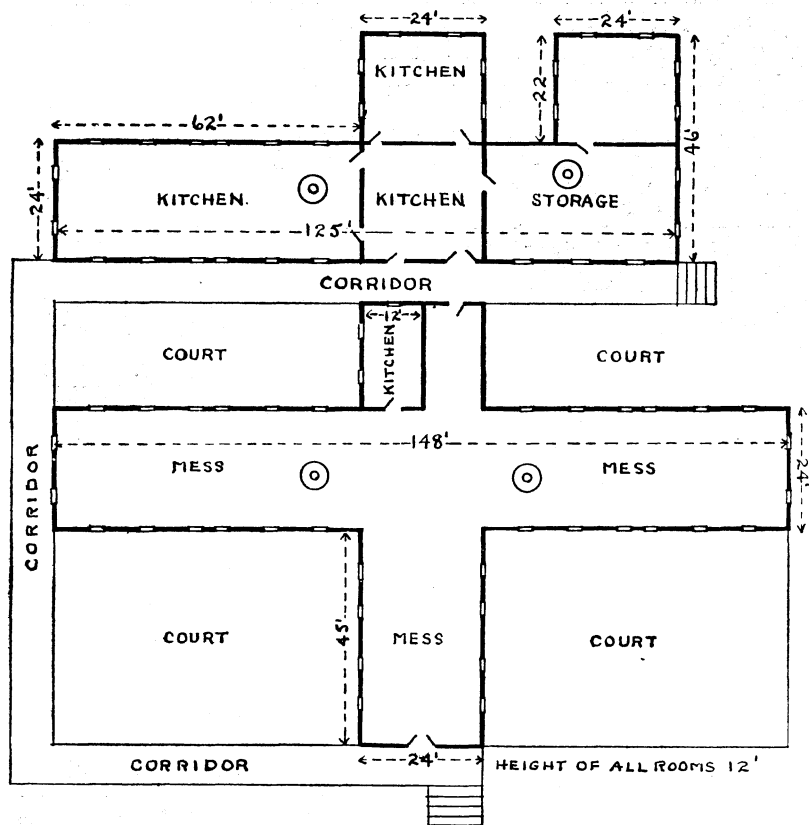 24' 24'
KITCHEN
22
46'
62'
24'
KITCHEN. KITCHEN STORAGE
125'
CORRIDOR
12'
KITCHEN
COURT COURT
148'
MESS MESS
24'
CORRIDOR
45'
COURT MESS COURT
24'
CORRIDOR HEIGHT OF ALL ROOMS 12'